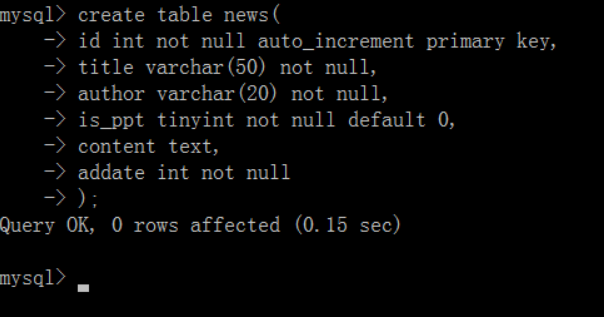 mysql> create table news(
    -> id int not null auto_increment primary key,
    -> title varchar(50) not null,
    -> author varchar(20) not null,
    -> is_ppt tinyint not null default 0,
    -> content text,
    -> addate int not null
    -> );
Query OK, 0 rows affected (0.15 sec)
mysql>